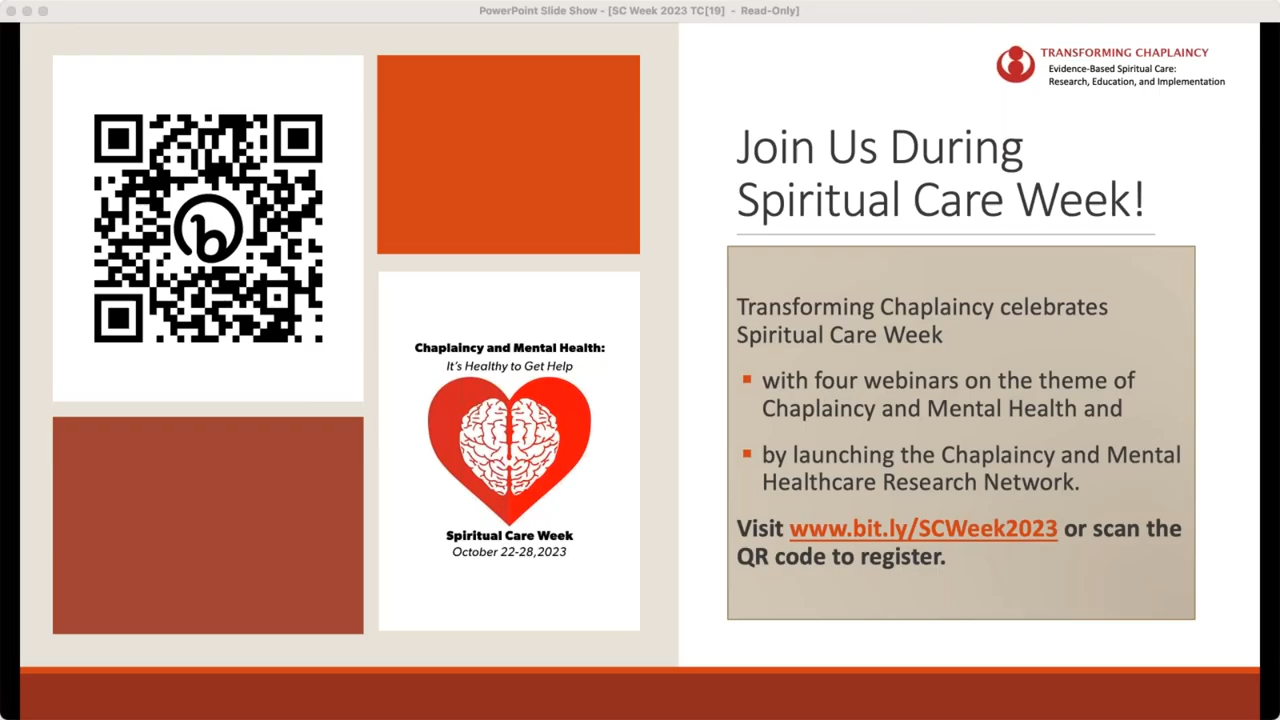 PowerPoint Slide Show - [SC Week 2023 TC[19] - Read-Only]
TRANSFORMING CHAPLAINCY
Evidence-Based Spiritual Care:
Research, Education, and Implementation
Join Us During
Spiritual Care Week!
Transforming Chaplaincy celebrates
Spiritual Care Week
▪ with four webinars on the theme of
Chaplaincy and Mental Health and
▪ by launching the Chaplaincy and Mental
Healthcare Research Network.
Visit www.bit.ly/SCWeek2023 or scan the
QR code to register.
Chaplaincy and Mental Health:
It's Healthy to Get Help
Spiritual Care Week
October 22-28, 2023
b